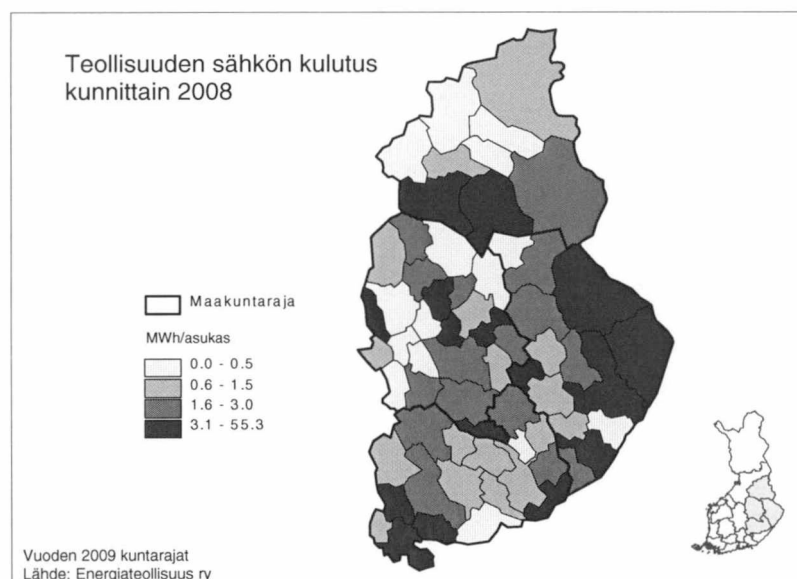 Teollisuuden sähkön kulutus
kunnittain 2008
Maakuntaraja
MWh/asukas
0.0 - 0.5
0.6 - 1.5
1.6 - 3.0
3.1 - 55.3
Vuoden 2009 kuntarajat
Lähde: Energiateollisuus ry